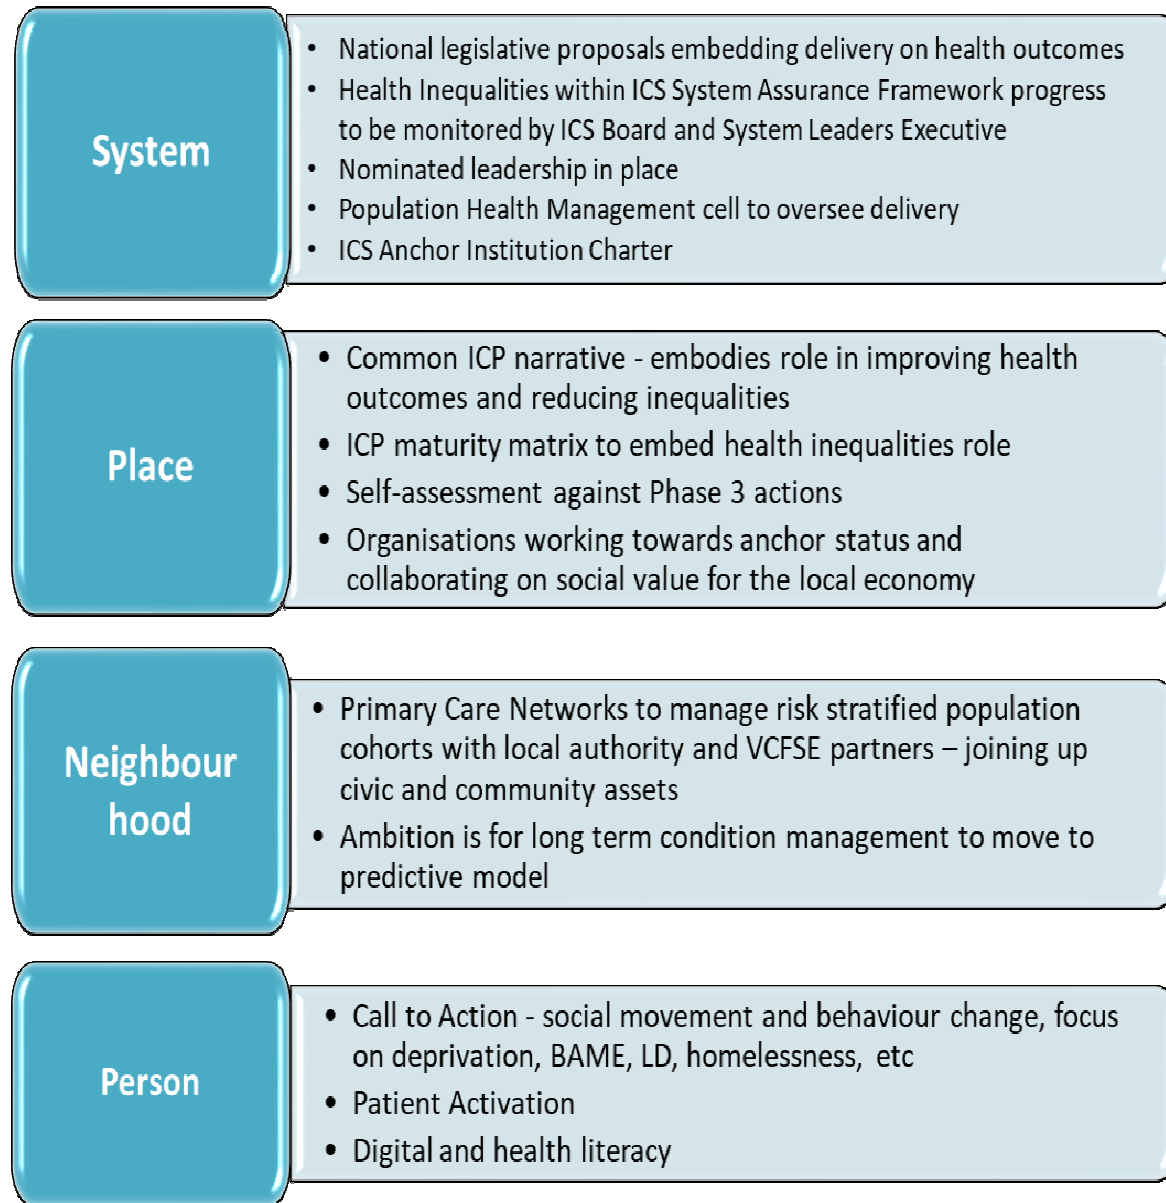 System
• National legislative proposals embedding delivery on health outcomes
• Health Inequalities within ICS System Assurance Framework progress
to be monitored by ICS Board and System Leaders Executive
• Nominated leadership in place
• Population Health Management cell to oversee delivery
• ICS Anchor Institution Charter
Place
• Common ICP narrative - embodies role in improving health
outcomes and reducing inequalities
• ICP maturity matrix to embed health inequalities role
• Self-assessment against Phase 3 actions
• Organisations working towards anchor status and
collaborating on social value for the local economy
Neighbour
hood
• Primary Care Networks to manage risk stratified population
cohorts with local authority and VCFSE partners – joining up
civic and community assets
• Ambition is for long term condition management to move to
predictive model
Person
• Call to Action - social movement and behaviour change, focus
on deprivation, BAME, LD, homelessness, etc
• Patient Activation
• Digital and health literacy